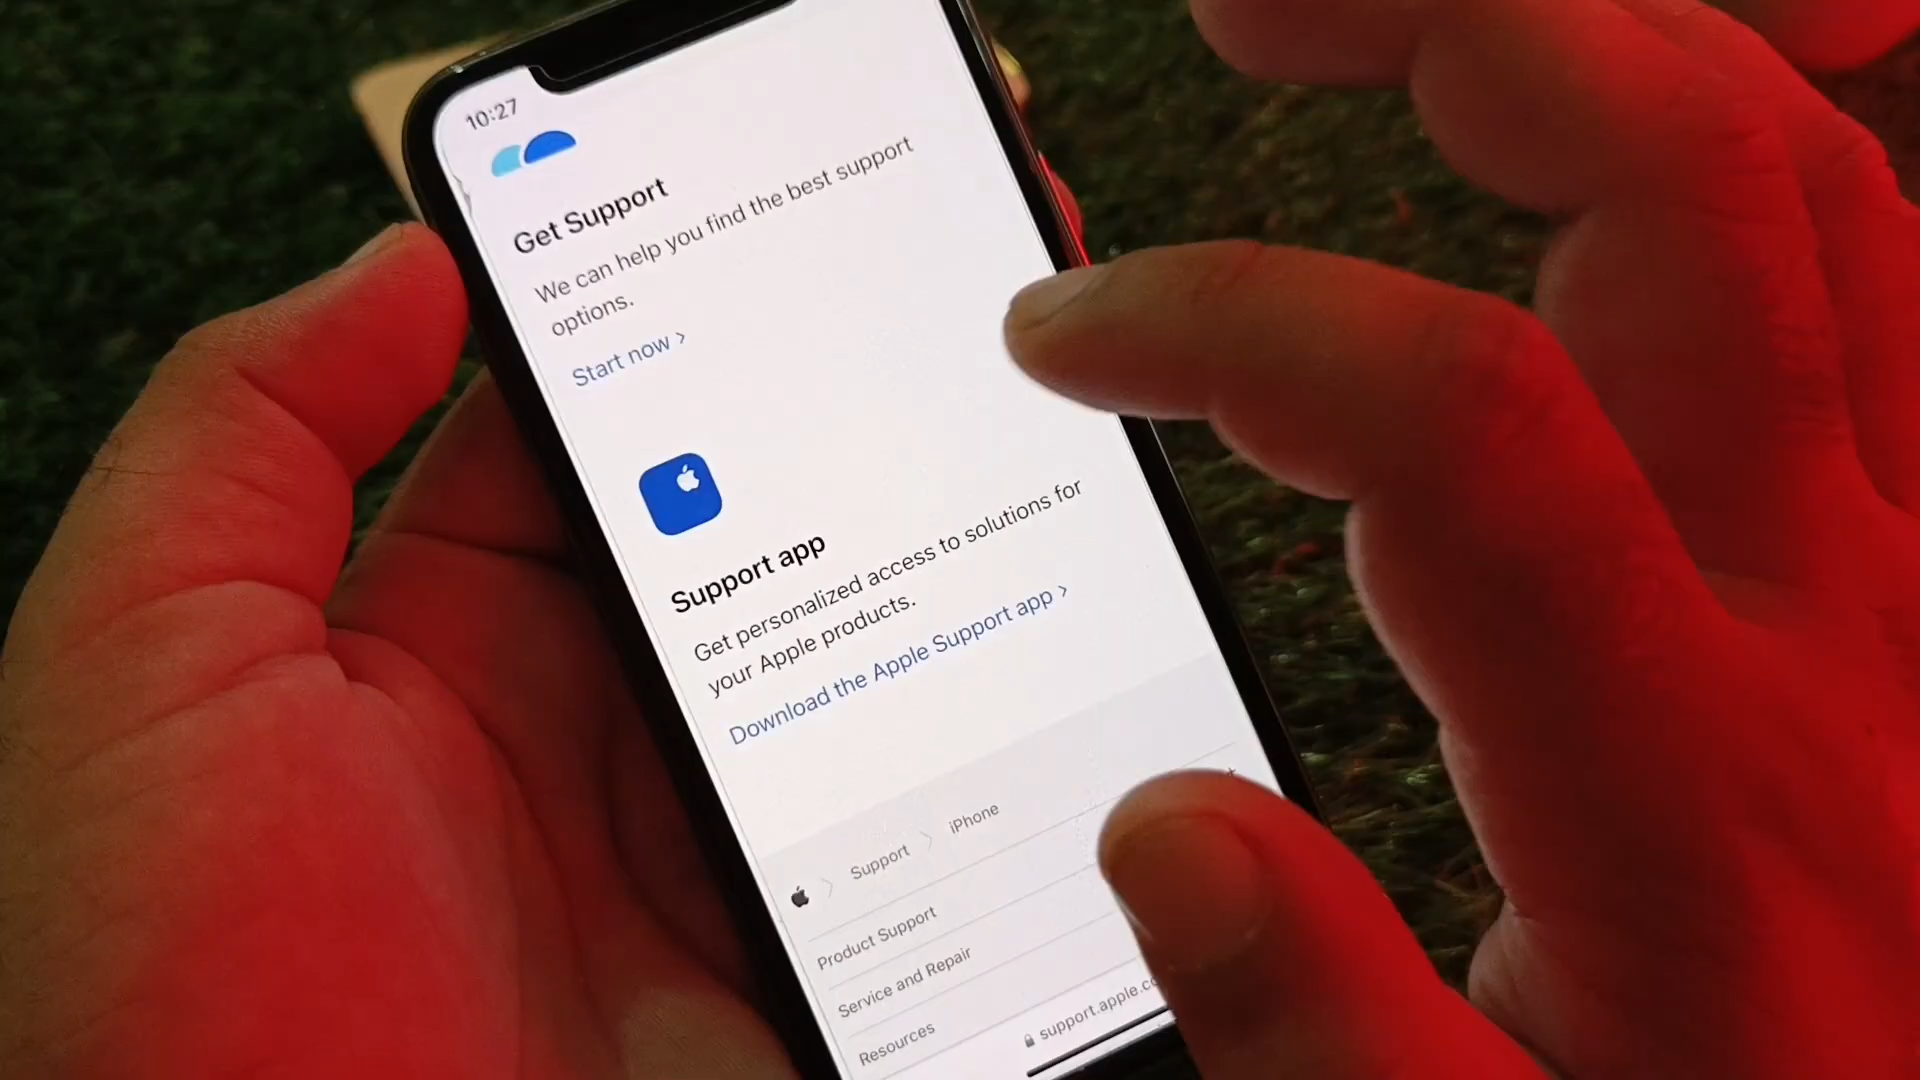 10:27
Get Support
We can help you find the best support
options.
Start now >
Support app
Get personalized access to solutions for
your Apple products.
Download the Apple Support app >
Support
iPhone
Product Support
+
Service and Repair
Resources
support.apple.co